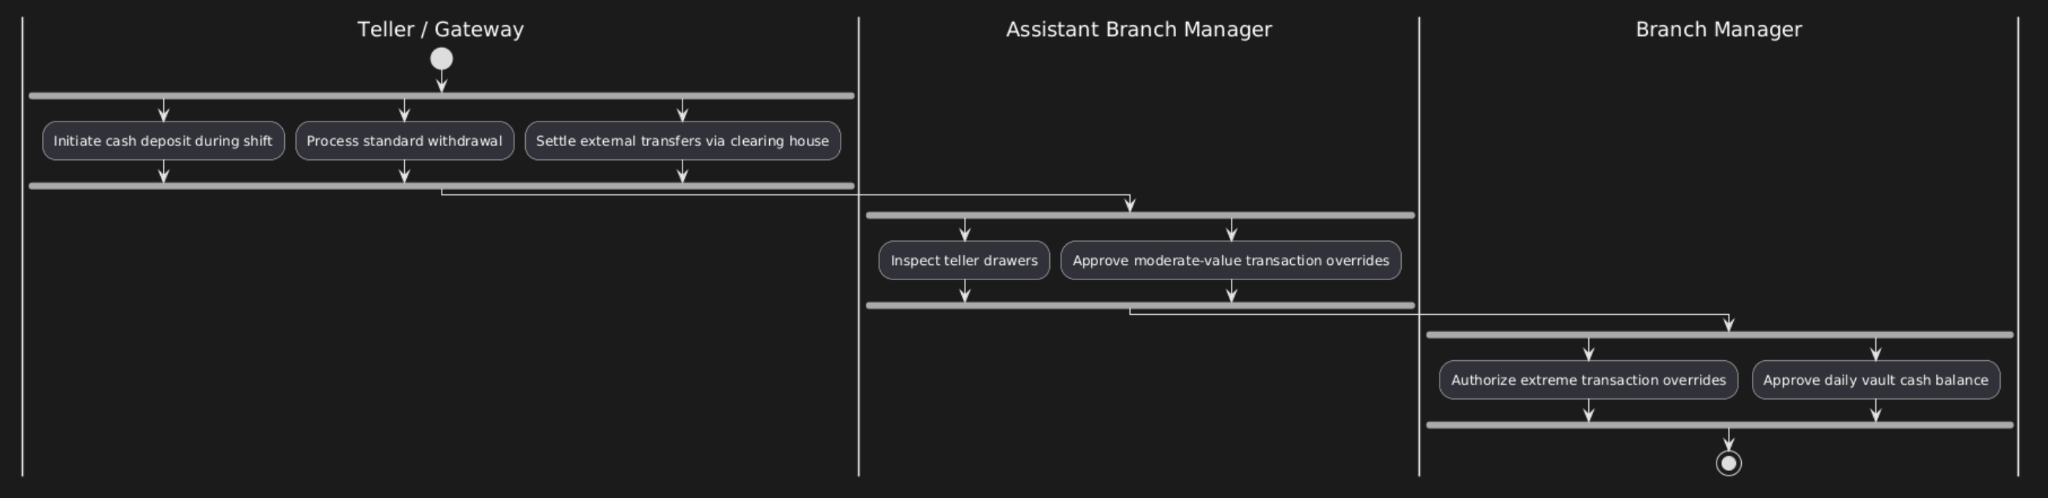 Teller / Gateway
Assistant Branch Manager
Branch Manager
Initiate cash deposit during shift
Process standard withdrawal
Settle external transfers via clearing house
Inspect teller drawers
Approve moderate-value transaction overrides
Authorize extreme transaction overrides
Approve daily vault cash balance